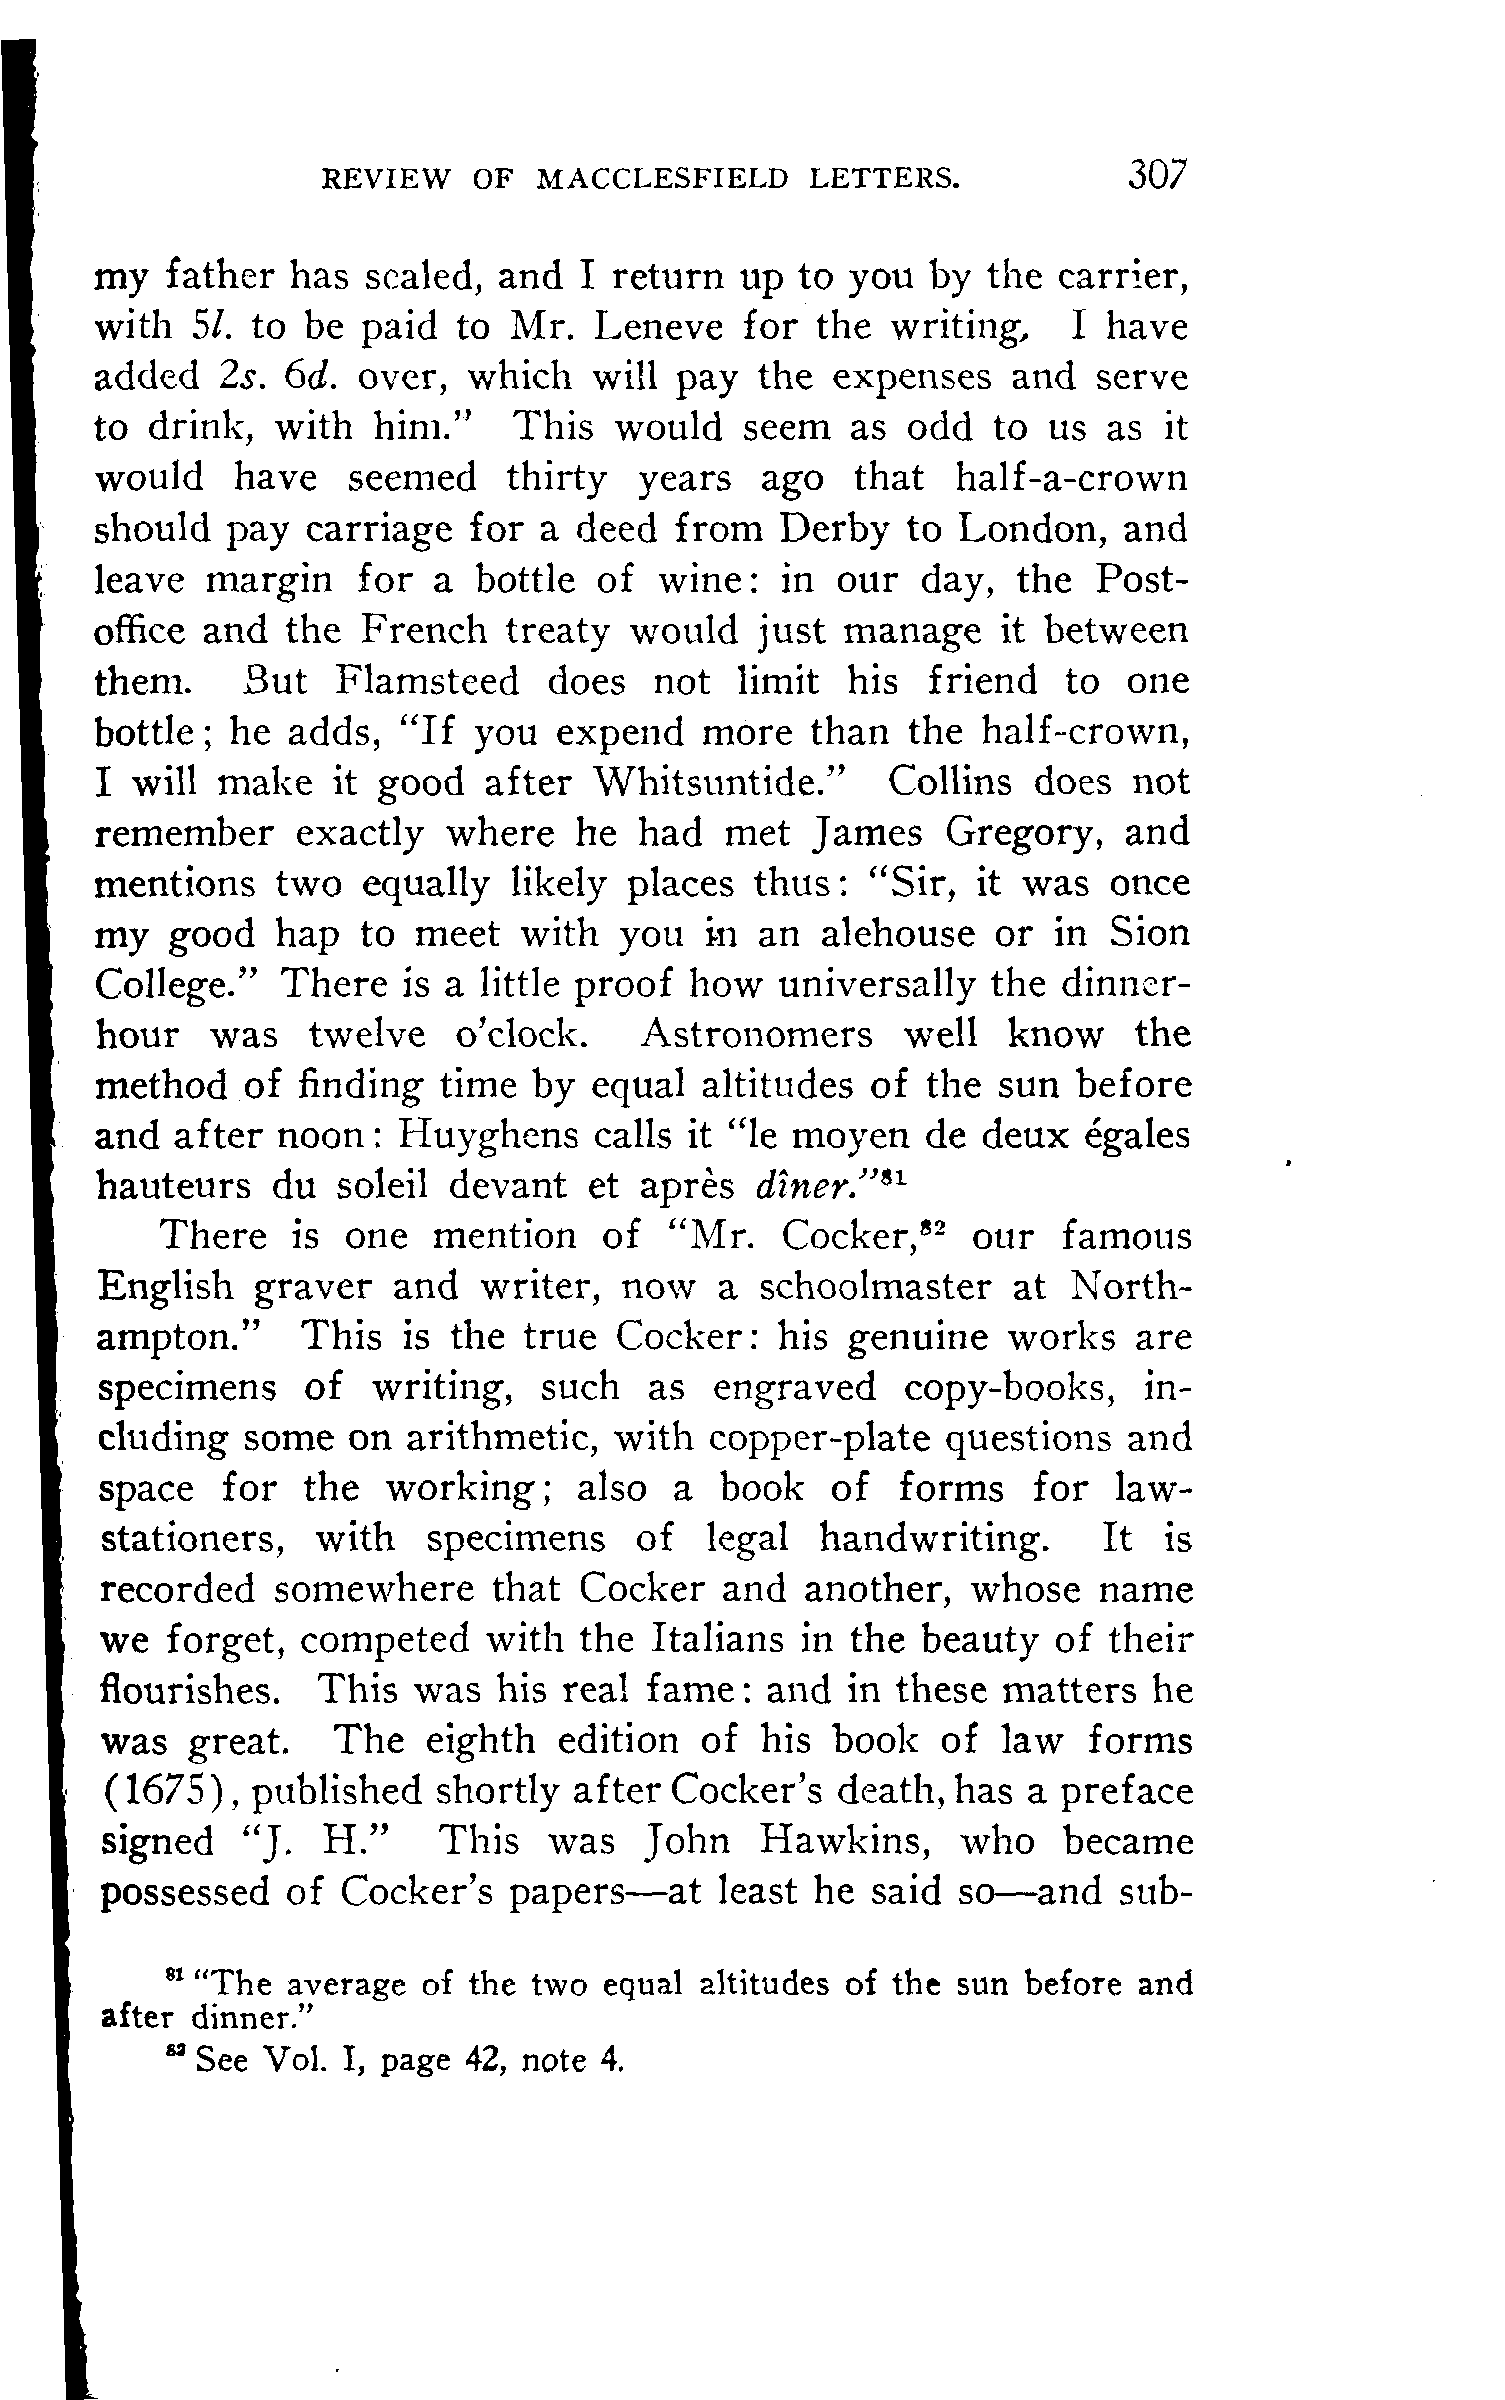 REVIEW OF MACCLESFIELD LETTERS. 307
my father has scaled, and I return up to you by the carrier,
with 5l. to be paid to Mr. Leneve for the writing, I have
added 2s. 6d. over, which will pay the expenses and serve
to drink, with him." This would seem as odd to us as it
would have seemed thirty years ago that half-a-crown
should pay carriage for a deed from Derby to London, and
leave margin for a bottle of wine: in our day, the Post-
office and the French treaty would just manage it between
them. But Flamsteed does not limit his friend to one
bottle; he adds, "If you expend more than the half-crown,
I will make it good after Whitsuntide." Collins does not
remember exactly where he had met James Gregory, and
mentions two equally likely places thus: "Sir, it was once
my good hap to meet with you in an alehouse or in Sion
College." There is a little proof how universally the dinner-
hour was twelve o'clock. Astronomers well know the
method of finding time by equal altitudes of the sun before
and after noon: Huyghens calls it "le moyen de deux égales
hauteurs du soleil devant et après dîner."81
There is one mention of "Mr. Cocker,82 our famous
English graver and writer, now a schoolmaster at North-
ampton." This is the true Cocker: his genuine works are
specimens of writing, such as engraved copy-books, in-
cluding some on arithmetic, with copper-plate questions and
space for the working; also a book of forms for law-
stationers, with specimens of legal handwriting. It is
recorded somewhere that Cocker and another, whose name
we forget, competed with the Italians in the beauty of their
flourishes. This was his real fame: and in these matters he
was great. The eighth edition of his book of law forms
(1675), published shortly after Cocker's death, has a preface
signed "J. H." This was John Hawkins, who became
possessed of Cocker's papers—at least he said so—and sub-
81 "The average of the two equal altitudes of the sun before and
after dinner."
82 See Vol. I, page 42, note 4.